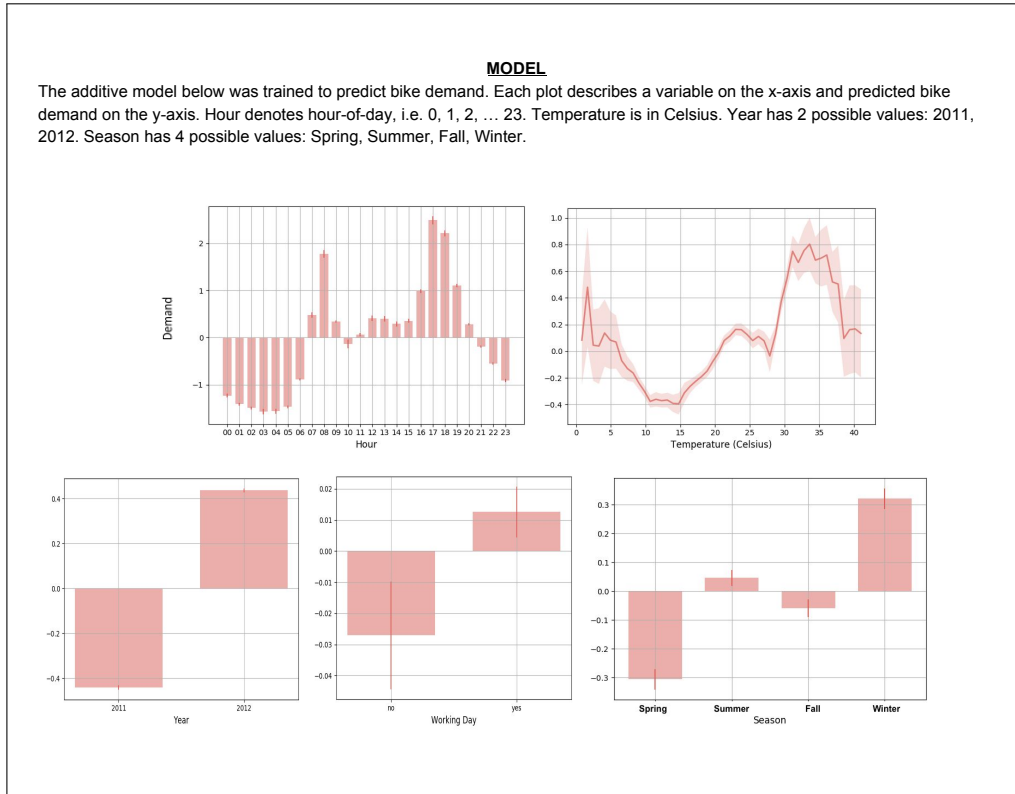 MODEL
The additive model below was trained to predict bike demand. Each plot describes a variable on the x-axis and predicted bike
demand on the y-axis. Hour denotes hour-of-day, i.e. 0, 1, 2, … 23. Temperature is in Celsius. Year has 2 possible values: 2011,
2012. Season has 4 possible values: Spring, Summer, Fall, Winter.
Demand
2
1
0
−1
00 01 02 03 04 05 06 07 08 09 10 11 12 13 14 15 16 17 18 19 20 21 22 23
Hour
1.0
0.8
0.6
0.4
0.2
0.0
−0.2
−0.4
0 5 10 15 20 25 30 35 40
Temperature (Celsius)
0.4
0.2
0.0
−0.2
−0.4
2011 2012
Year
0.02
0.01
0.00
−0.01
−0.02
−0.03
−0.04
no yes
Working Day
0.3
0.2
0.1
0.0
−0.1
−0.2
−0.3
Spring Summer Fall Winter
Season